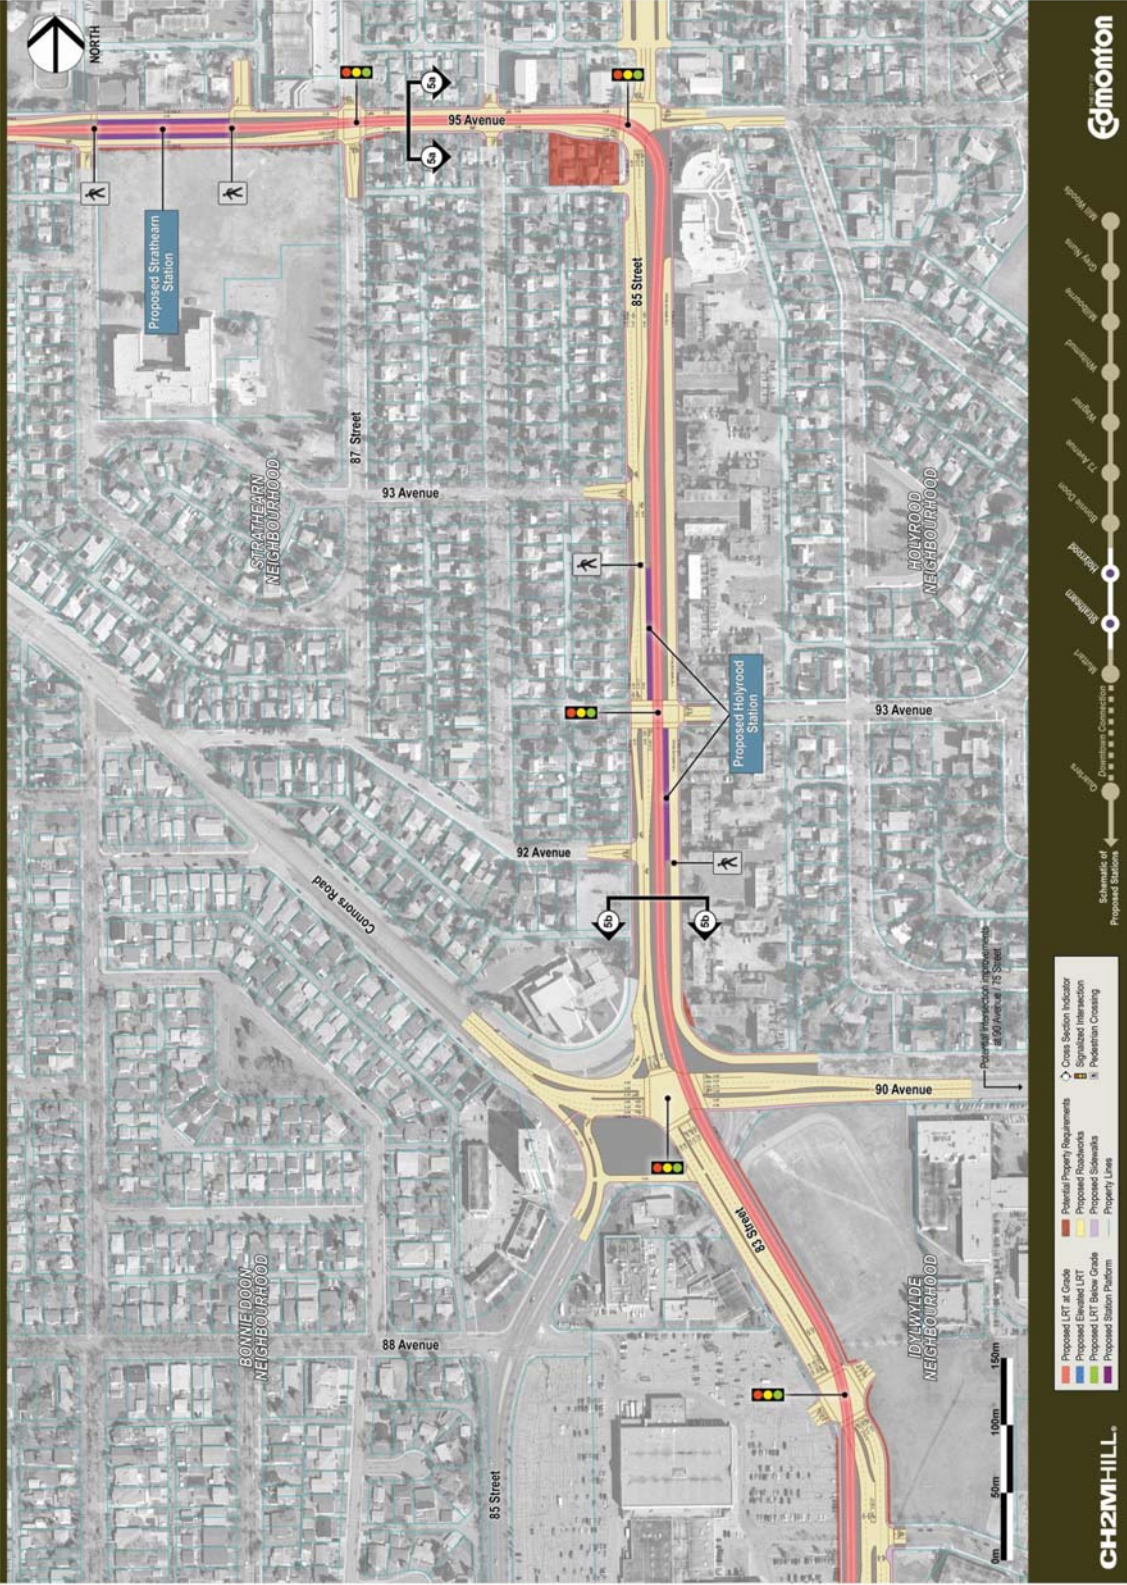 NORTH
95 Avenue
5a
5a
Proposed Strathearn
Station
85 Street
87 Street
STRATHEARN
NEIGHBOURHOOD
93 Avenue
HOLYROOD
NEIGHBOURHOOD
Proposed Holyrood
Station
93 Avenue
92 Avenue
Connors Road
5b
5b
Potential intersection improvements
at 90 Avenue / 75 Street
90 Avenue
83 Street
BONNIE DOON
NEIGHBOURHOOD
88 Avenue
IDYLWYLDE
NEIGHBOURHOOD
85 Street
0m
50m
100m
150m
CH2MHILL®
Proposed LRT at Grade
Proposed Elevated LRT
Proposed LRT Below Grade
Proposed Station Platform
Potential Property Requirements
Proposed Roadworks
Proposed Sidewalks
Property Lines
Cross Section Indicator
Signalized Intersection
Pedestrian Crossing
Schematic of
Proposed Stations
Quarters
Downtown Connection
Muttart
Strathearn
Holyrood
Bonnie Doon
73 Avenue
Wagner
Whitemud
Millbourne
Grey Nuns
Mill Woods
THE CITY OF
Edmonton